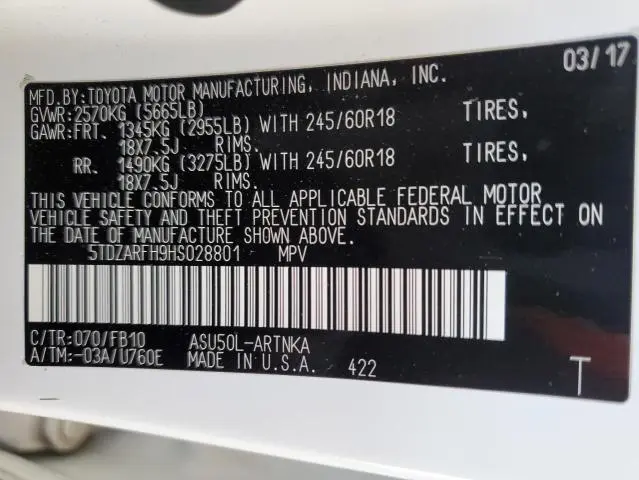 03/17
MFD.BY:TOYOTA MOTOR MANUFACTURING, INDIANA, INC.
GVWR:2570KG (5665LB)
GAWR:FRT. 1345KG (2955LB) WITH 245/60R18 TIRES,
18X7.5J RIMS.
RR. 1490KG (3275LB) WITH 245/60R18 TIRES,
18X7.5J RIMS.
THIS VEHICLE CONFORMS TO ALL APPLICABLE FEDERAL MOTOR
VEHICLE SAFETY AND THEFT PREVENTION STANDARDS IN EFFECT ON
THE DATE OF MANUFACTURE SHOWN ABOVE.
5TDZARFH9HS028801 MPV
C/TR:070/FB10 ASU50L-ARTNKA
A/TM:-03A/U760E MADE IN U.S.A. 422 T